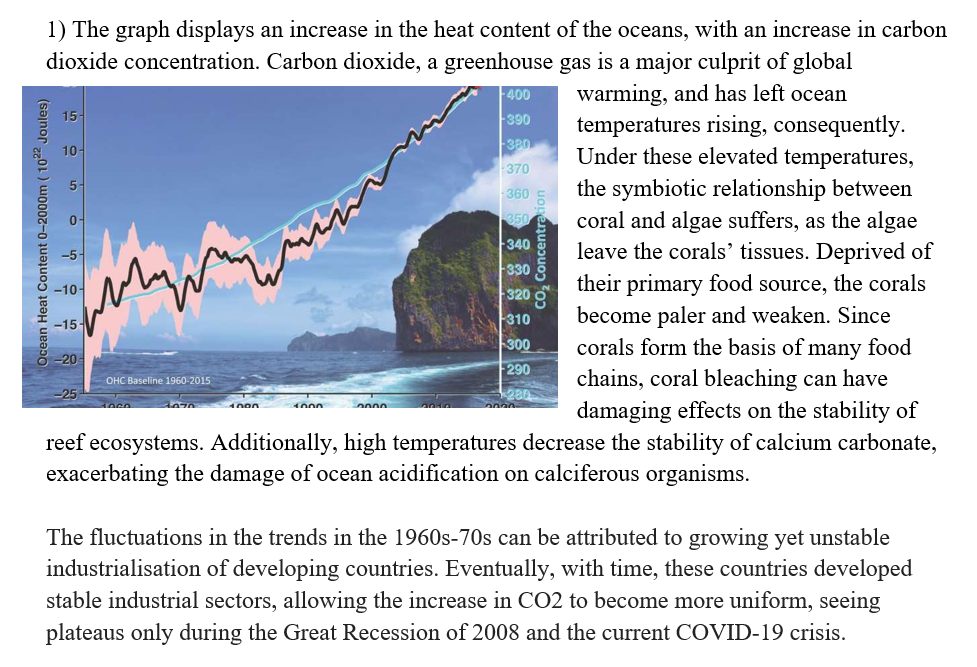 1) The graph displays an increase in the heat content of the oceans, with an increase in carbon
dioxide concentration. Carbon dioxide, a greenhouse gas is a major culprit of global
warming, and has left ocean
temperatures rising, consequently.
Under these elevated temperatures,
the symbiotic relationship between
coral and algae suffers, as the algae
leave the corals’ tissues. Deprived of
their primary food source, the corals
become paler and weaken. Since
corals form the basis of many food
chains, coral bleaching can have
damaging effects on the stability of
reef ecosystems. Additionally, high temperatures decrease the stability of calcium carbonate,
exacerbating the damage of ocean acidification on calciferous organisms.
Ocean Heat Content 0–2000m ( 10²² Joules)
15
10
5
0
−5
−10
−15
−20
−25
OHC Baseline 1960-2015
400
390
380
370
360
350
340
330
320
310
300
290
280
CO₂ Concentration
1960 1970 1980 1990 2000 2010 2020
The fluctuations in the trends in the 1960s-70s can be attributed to growing yet unstable
industrialisation of developing countries. Eventually, with time, these countries developed
stable industrial sectors, allowing the increase in CO2 to become more uniform, seeing
plateaus only during the Great Recession of 2008 and the current COVID-19 crisis.